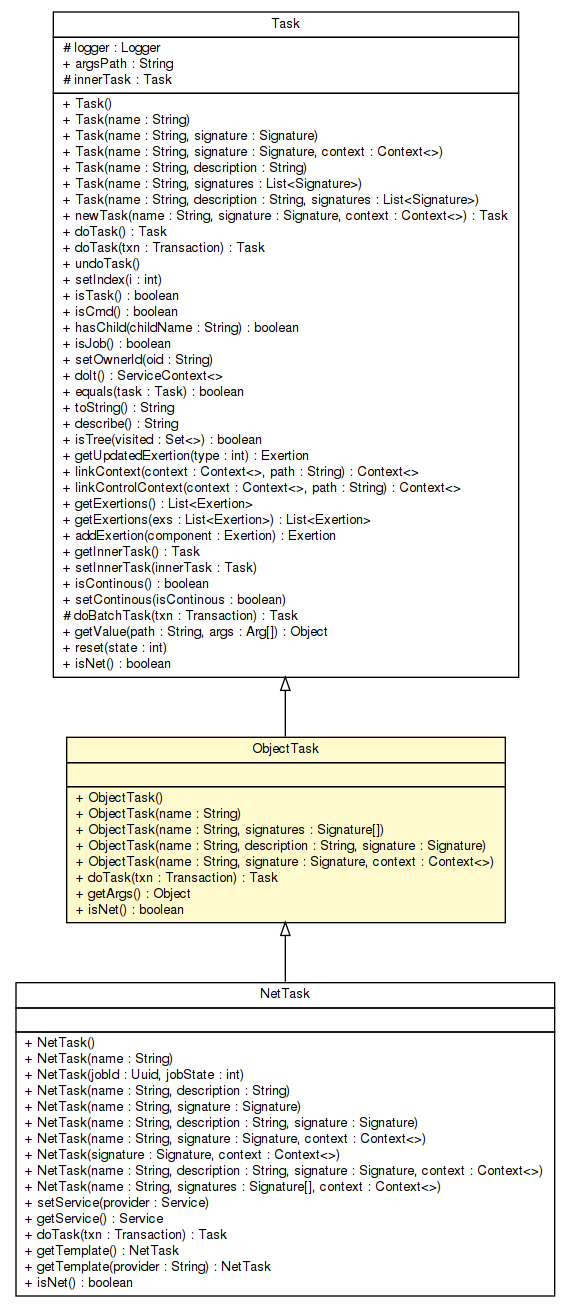 Task
# logger : Logger
+ argsPath : String
# innerTask : Task
+ Task()
+ Task(name : String)
+ Task(name : String, signature : Signature)
+ Task(name : String, signature : Signature, context : Context<>)
+ Task(name : String, description : String)
+ Task(name : String, signatures : List<Signature>)
+ Task(name : String, description : String, signatures : List<Signature>)
+ newTask(name : String, signature : Signature, context : Context<>) : Task
+ doTask() : Task
+ doTask(txn : Transaction) : Task
+ undoTask()
+ setIndex(i : int)
+ isTask() : boolean
+ isCmd() : boolean
+ hasChild(childName : String) : boolean
+ isJob() : boolean
+ setOwnerId(oid : String)
+ doIt() : ServiceContext<>
+ equals(task : Task) : boolean
+ toString() : String
+ describe() : String
+ isTree(visited : Set<>) : boolean
+ getUpdatedExertion(type : int) : Exertion
+ linkContext(context : Context<>, path : String) : Context<>
+ linkControlContext(context : Context<>, path : String) : Context<>
+ getExertions() : List<Exertion>
+ getExertions(exs : List<Exertion>) : List<Exertion>
+ addExertion(component : Exertion) : Exertion
+ getInnerTask() : Task
+ setInnerTask(innerTask : Task)
+ isContinous() : boolean
+ setContinous(isContinous : boolean)
# doBatchTask(txn : Transaction) : Task
+ getValue(path : String, args : Arg[]) : Object
+ reset(state : int)
+ isNet() : boolean
ObjectTask
+ ObjectTask()
+ ObjectTask(name : String)
+ ObjectTask(name : String, signatures : Signature[])
+ ObjectTask(name : String, description : String, signature : Signature)
+ ObjectTask(name : String, signature : Signature, context : Context<>)
+ doTask(txn : Transaction) : Task
+ getArgs() : Object
+ isNet() : boolean
NetTask
+ NetTask()
+ NetTask(name : String)
+ NetTask(jobId : Uuid, jobState : int)
+ NetTask(name : String, description : String)
+ NetTask(name : String, signature : Signature)
+ NetTask(name : String, description : String, signature : Signature)
+ NetTask(name : String, signature : Signature, context : Context<>)
+ NetTask(signature : Signature, context : Context<>)
+ NetTask(name : String, description : String, signature : Signature, context : Context<>)
+ NetTask(name : String, signatures : Signature[], context : Context<>)
+ setService(provider : Service)
+ getService() : Service
+ doTask(txn : Transaction) : Task
+ getTemplate() : NetTask
+ getTemplate(provider : String) : NetTask
+ isNet() : boolean